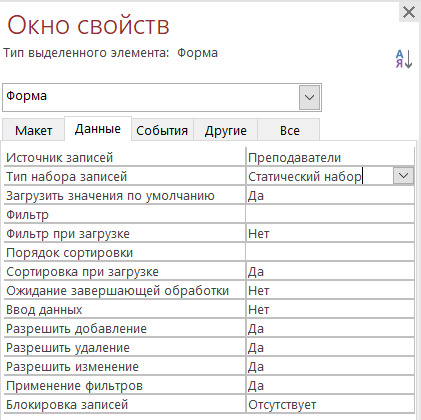 Окно свойств
Тип выделенного элемента: Форма
А
Я
Форма
Макет Данные События Другие Все
Источник записей Преподаватели
Тип набора записей Статический набор
Загрузить значения по умолчанию Да
Фильтр
Фильтр при загрузке Нет
Порядок сортировки
Сортировка при загрузке Да
Ожидание завершающей обработки Нет
Ввод данных Нет
Разрешить добавление Да
Разрешить удаление Да
Разрешить изменение Да
Применение фильтров Да
Блокировка записей Отсутствует